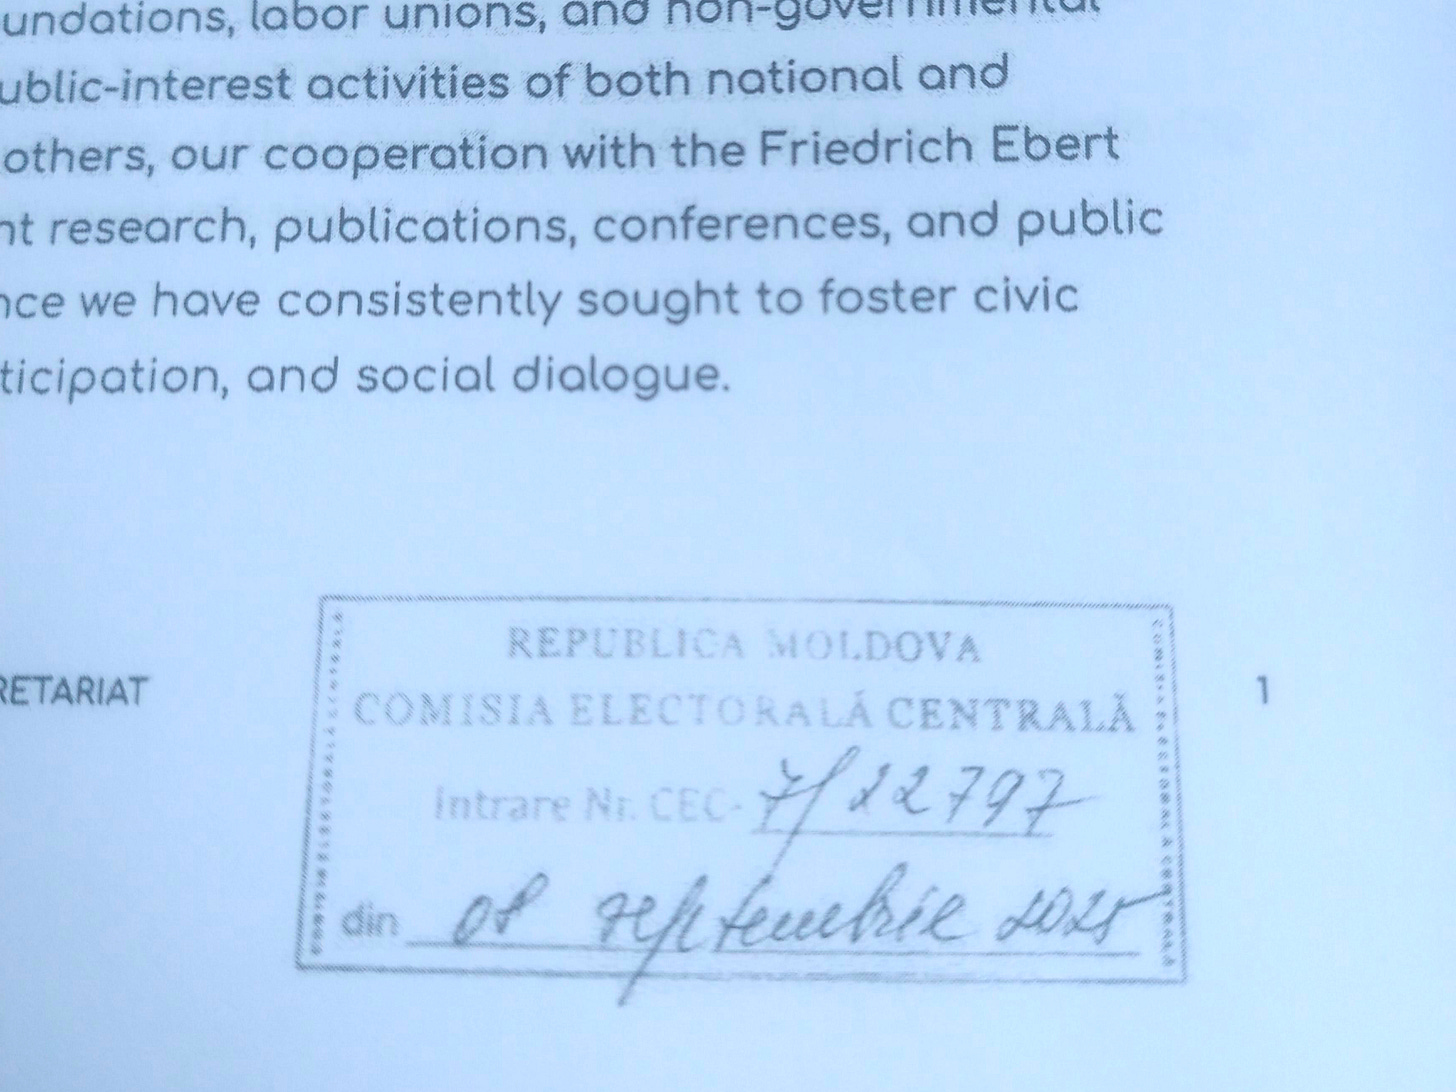 undations, labor unions, and non-governmental
ublic-interest activities of both national and
others, our cooperation with the Friedrich Ebert
nt research, publications, conferences, and public
nce we have consistently sought to foster civic
ticipation, and social dialogue.
RETARIAT
REPUBLICA MOLDOVA
COMISIA ELECTORALĂ CENTRALĂ
Intrare Nr. CEC- 7/22797
din 08 septembrie 2025
1